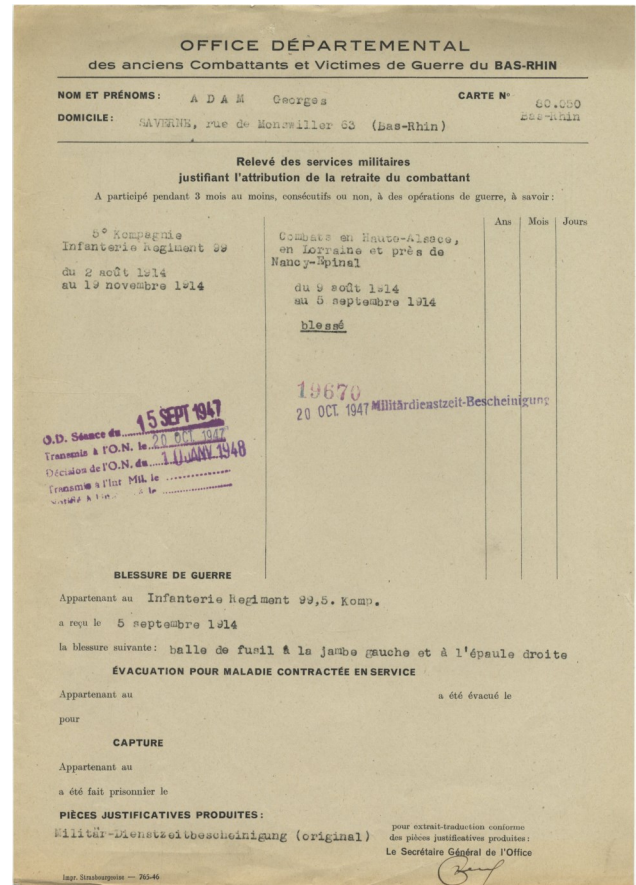 OFFICE DÉPARTEMENTAL
des anciens Combattants et Victimes de Guerre du BAS-RHIN
NOM ET PRÉNOMS: ADAM Georges CARTE N° 80.050
Bas-Rhin
DOMICILE: SAVERNE, rue de Monswiller 63 (Bas-Rhin)
Relevé des services militaires
justifiant l'attribution de la retraite du combattant
A participé pendant 3 mois au moins, consécutifs ou non, à des opérations de guerre, à savoir:
Ans Mois Jours
5° Kompagnie
Infanterie Regiment 99
du 2 août 1914
au 19 novembre 1914
Combats en Haute-Alsace,
en Lorraine et près de
Nancy-Epinal
du 9 août 1914
au 5 septembre 1914
blessé
19670
20 OCT. 1947 Militärdienstzeit-Bescheinigung
O.D. Séance du 15 SEPT 1947
Transmis à l'O.N. le 20 OCT. 1947
Décision de l'O.N. du 10 JANV 1948
Transmis à l'Int Mil. le
BLESSURE DE GUERRE
Appartenant au Infanterie Regiment 99,5. Komp.
a reçu le 5 septembre 1914
la blessure suivante: balle de fusil à la jambe gauche et à l'épaule droite
ÉVACUATION POUR MALADIE CONTRACTÉE EN SERVICE
Appartenant au a été évacué le
pour
CAPTURE
Appartenant au
a été fait prisonnier le
PIÈCES JUSTIFICATIVES PRODUITES:
Militär-Dienstzeitbescheinigung (original)
pour extrait-traduction conforme
des pièces justificatives produites:
Le Secrétaire Général de l'Office
Impr. Strasbourgeoise — 765-46